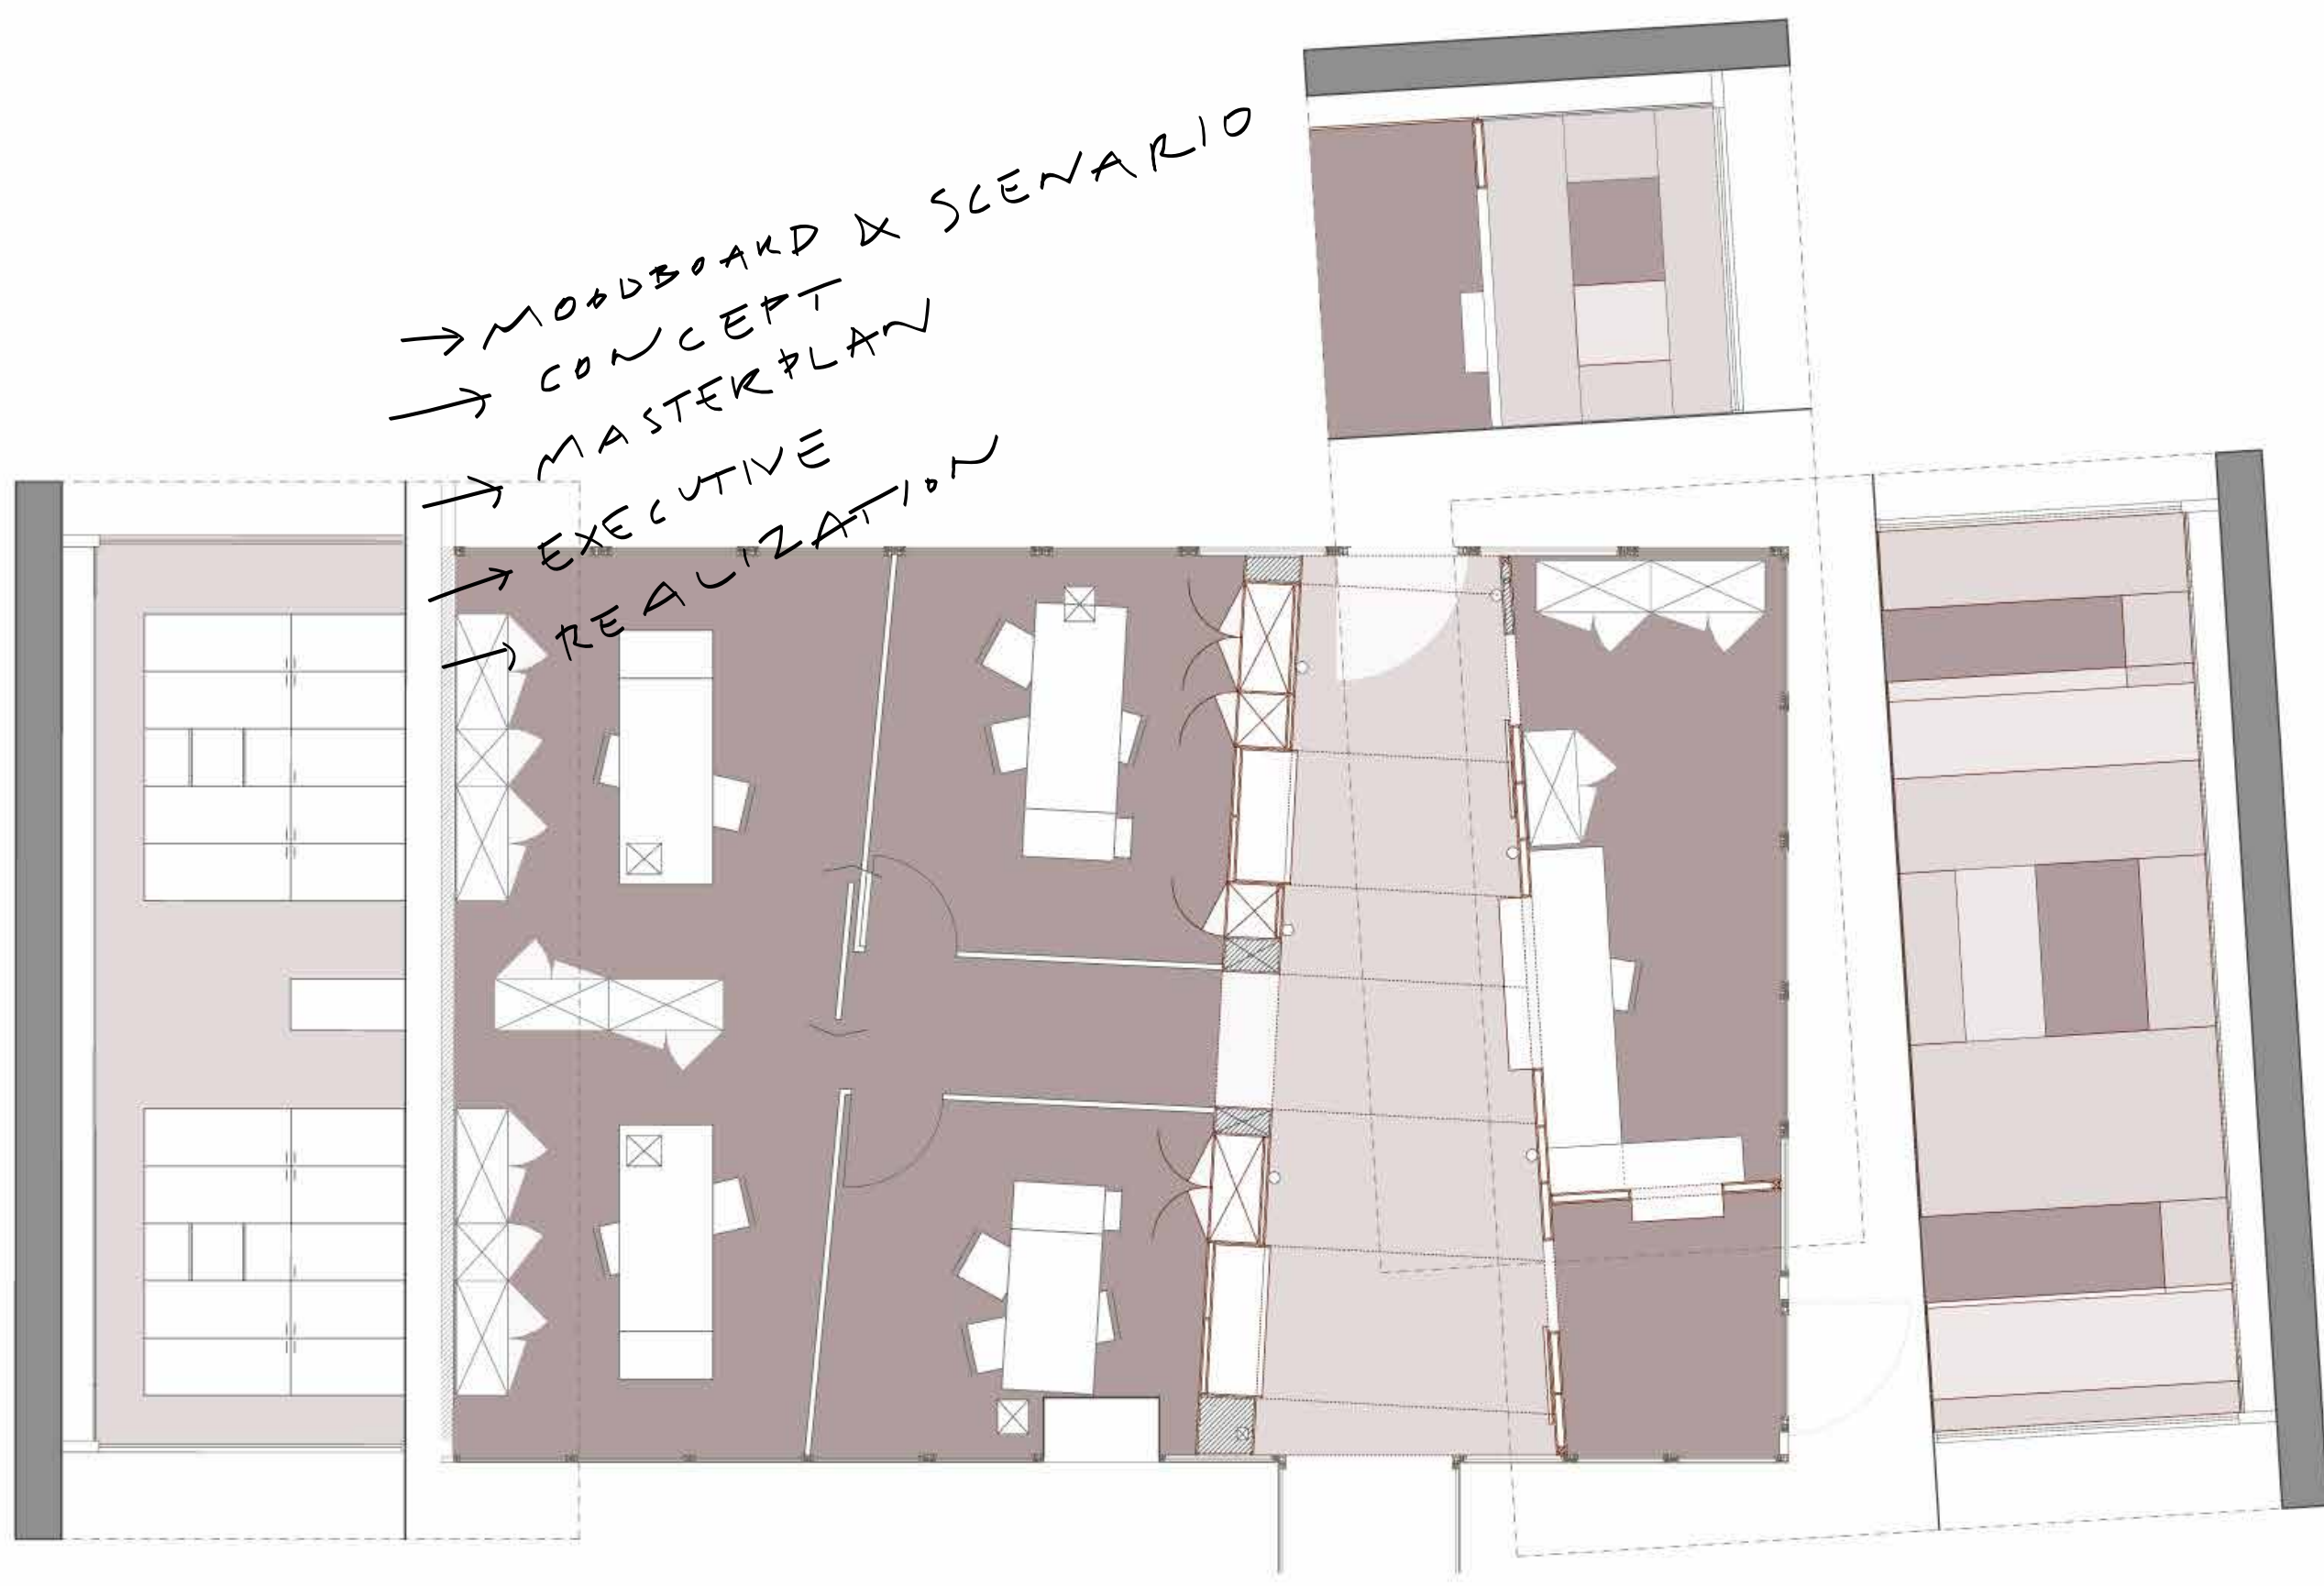 → MOODBOARD & SCENARIO
→ CONCEPT
→ MASTERPLAN
→ EXECUTIVE
→ REALIZATION